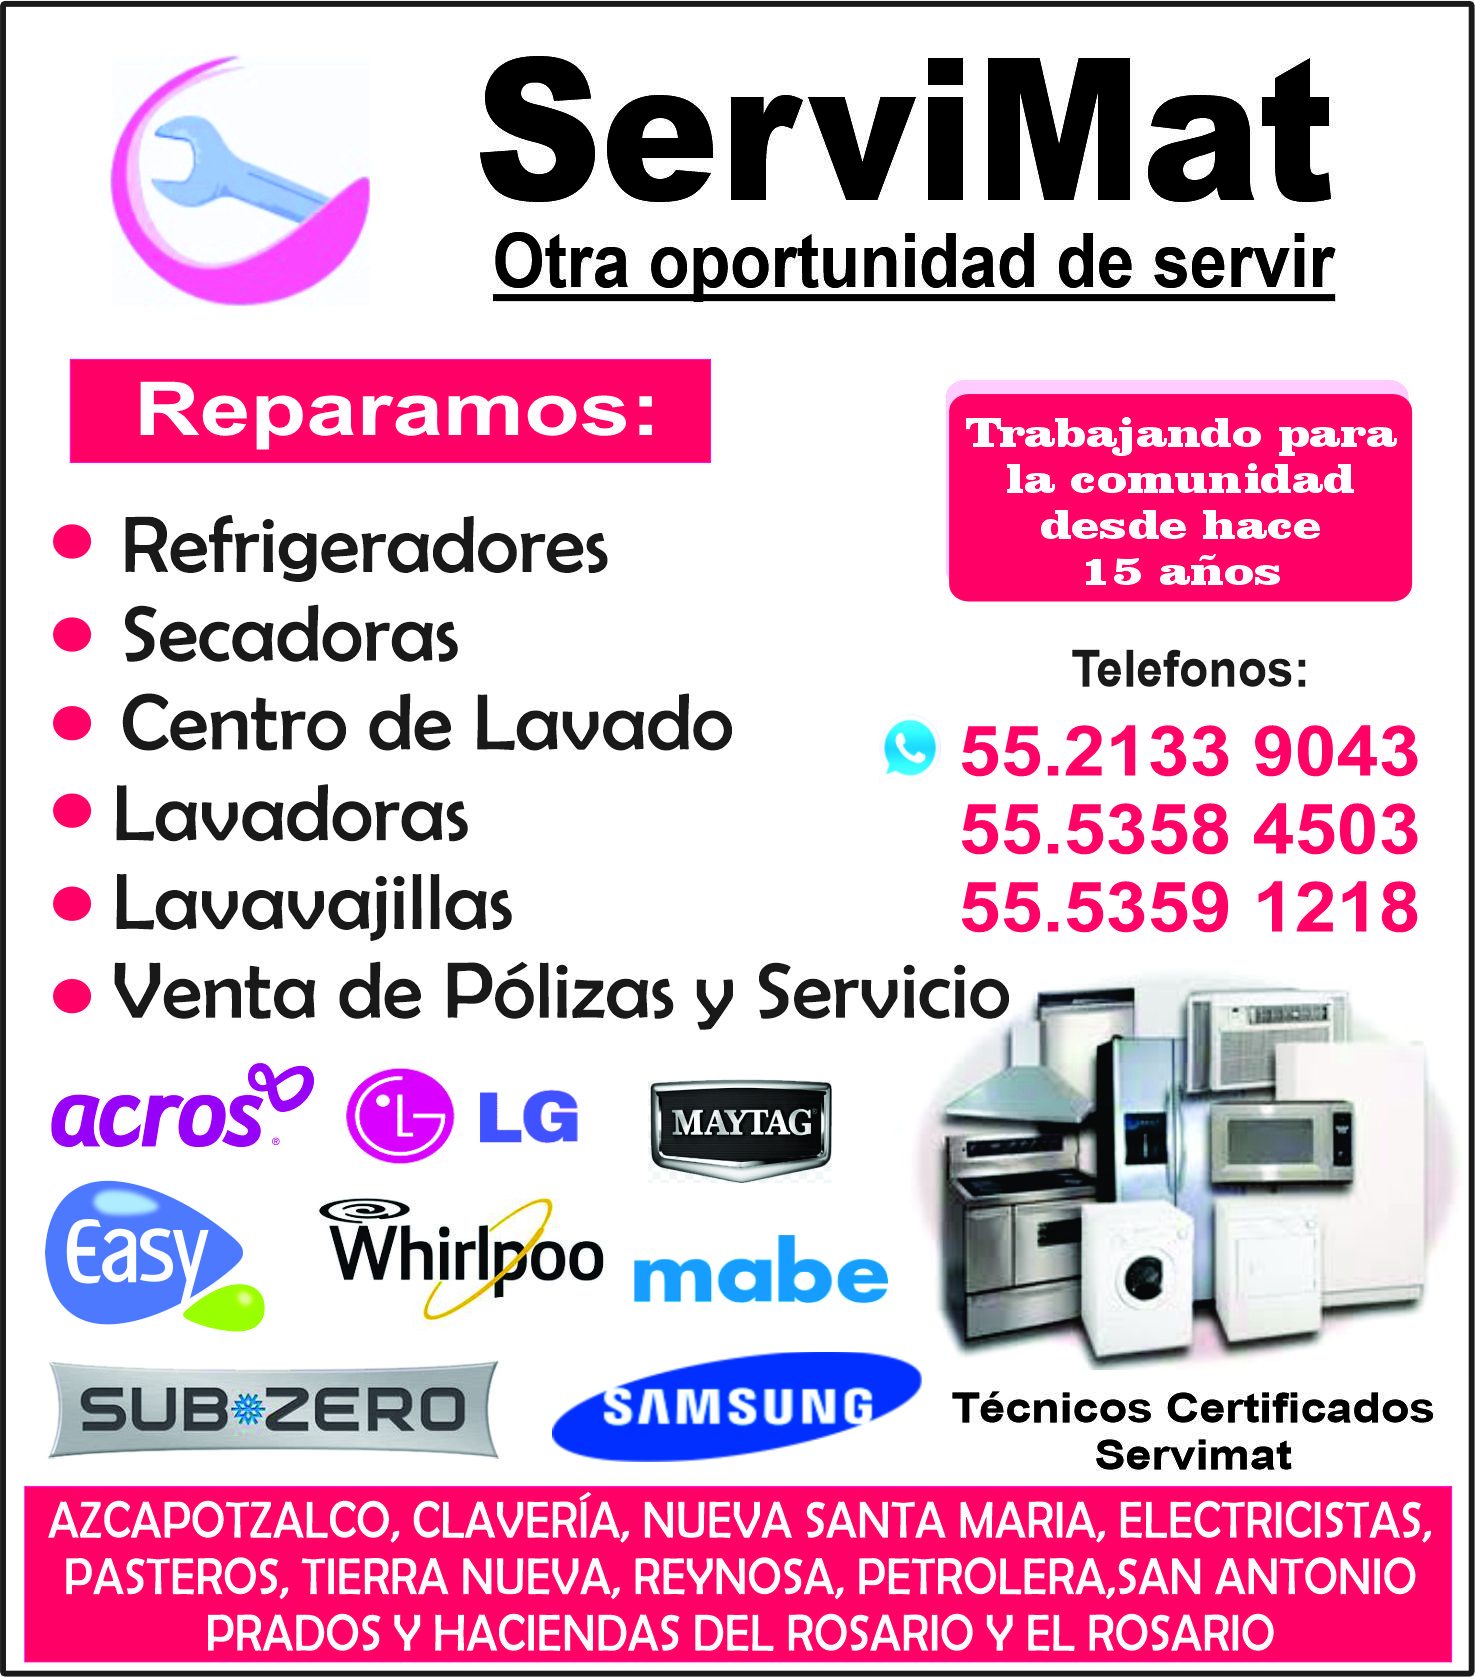 ServiMat
Otra oportunidad de servir
Reparamos:
Refrigeradores
Secadoras
Centro de Lavado
Lavadoras
Lavavajillas
Venta de Pólizas y Servicio
Trabajando para
la comunidad
desde hace
15 años
Telefonos:
55.2133 9043
55.5358 4503
55.5359 1218
acros®
LG LG
MAYTAG®
Easy
Whirlpoo
mabe
SUB ZERO
SAMSUNG
Técnicos Certificados
Servimat
AZCAPOTZALCO, CLAVERÍA, NUEVA SANTA MARIA, ELECTRICISTAS,
PASTEROS, TIERRA NUEVA, REYNOSA, PETROLERA,SAN ANTONIO
PRADOS Y HACIENDAS DEL ROSARIO Y EL ROSARIO